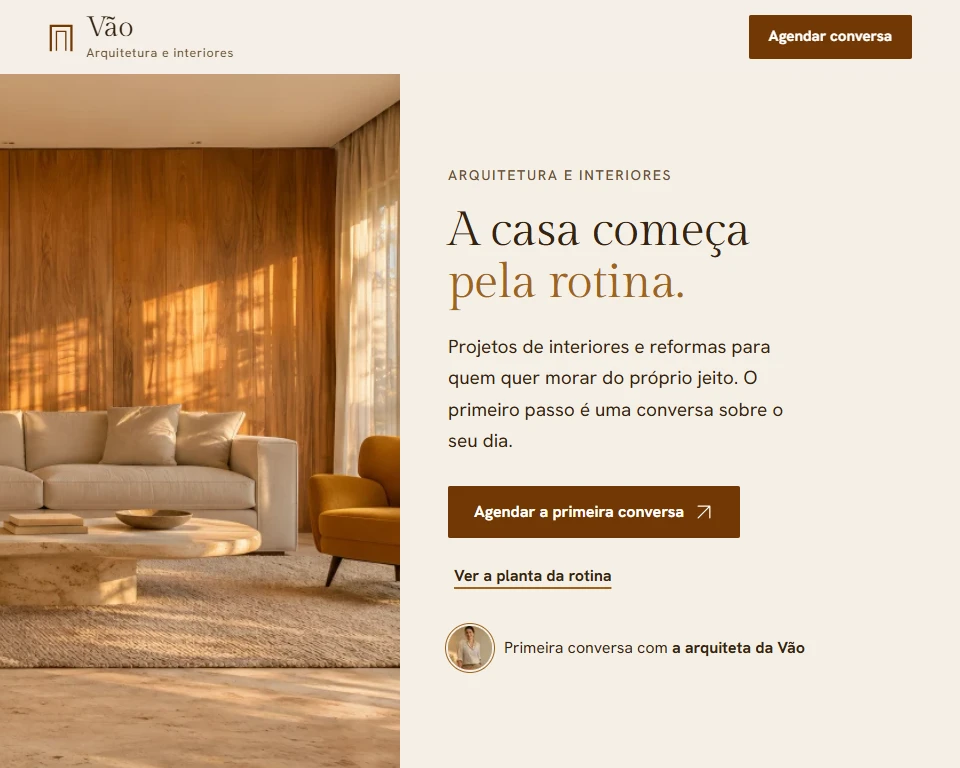 Vão
Arquitetura e interiores
Agendar conversa
ARQUITETURA E INTERIORES
A casa começa
pela rotina.
Projetos de interiores e reformas para
quem quer morar do próprio jeito. O
primeiro passo é uma conversa sobre o
seu dia.
Agendar a primeira conversa
Ver a planta da rotina
Primeira conversa com a arquiteta da Vão